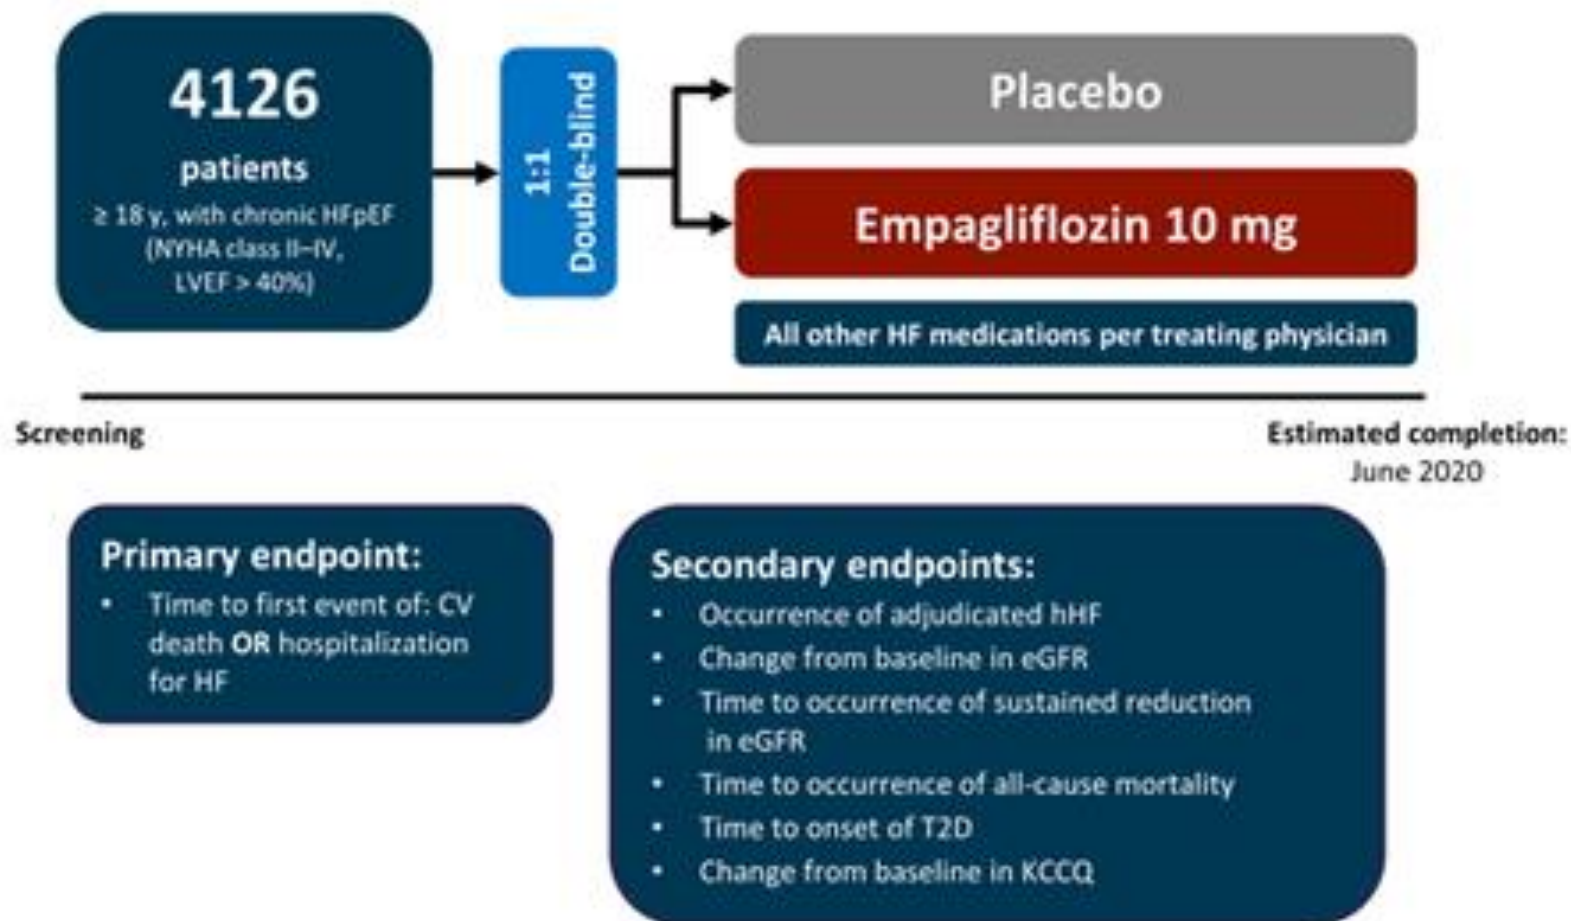 4126
patients
≥ 18 y, with chronic HFpEF
(NYHA class II–IV,
LVEF > 40%)
1:1
Double-blind
Placebo
Empagliflozin 10 mg
All other HF medications per treating physician
Screening
Estimated completion:
June 2020
Primary endpoint:
• Time to first event of: CV
death OR hospitalization
for HF
Secondary endpoints:
• Occurrence of adjudicated hHF
• Change from baseline in eGFR
• Time to occurrence of sustained reduction
in eGFR
• Time to occurrence of all-cause mortality
• Time to onset of T2D
• Change from baseline in KCCQ